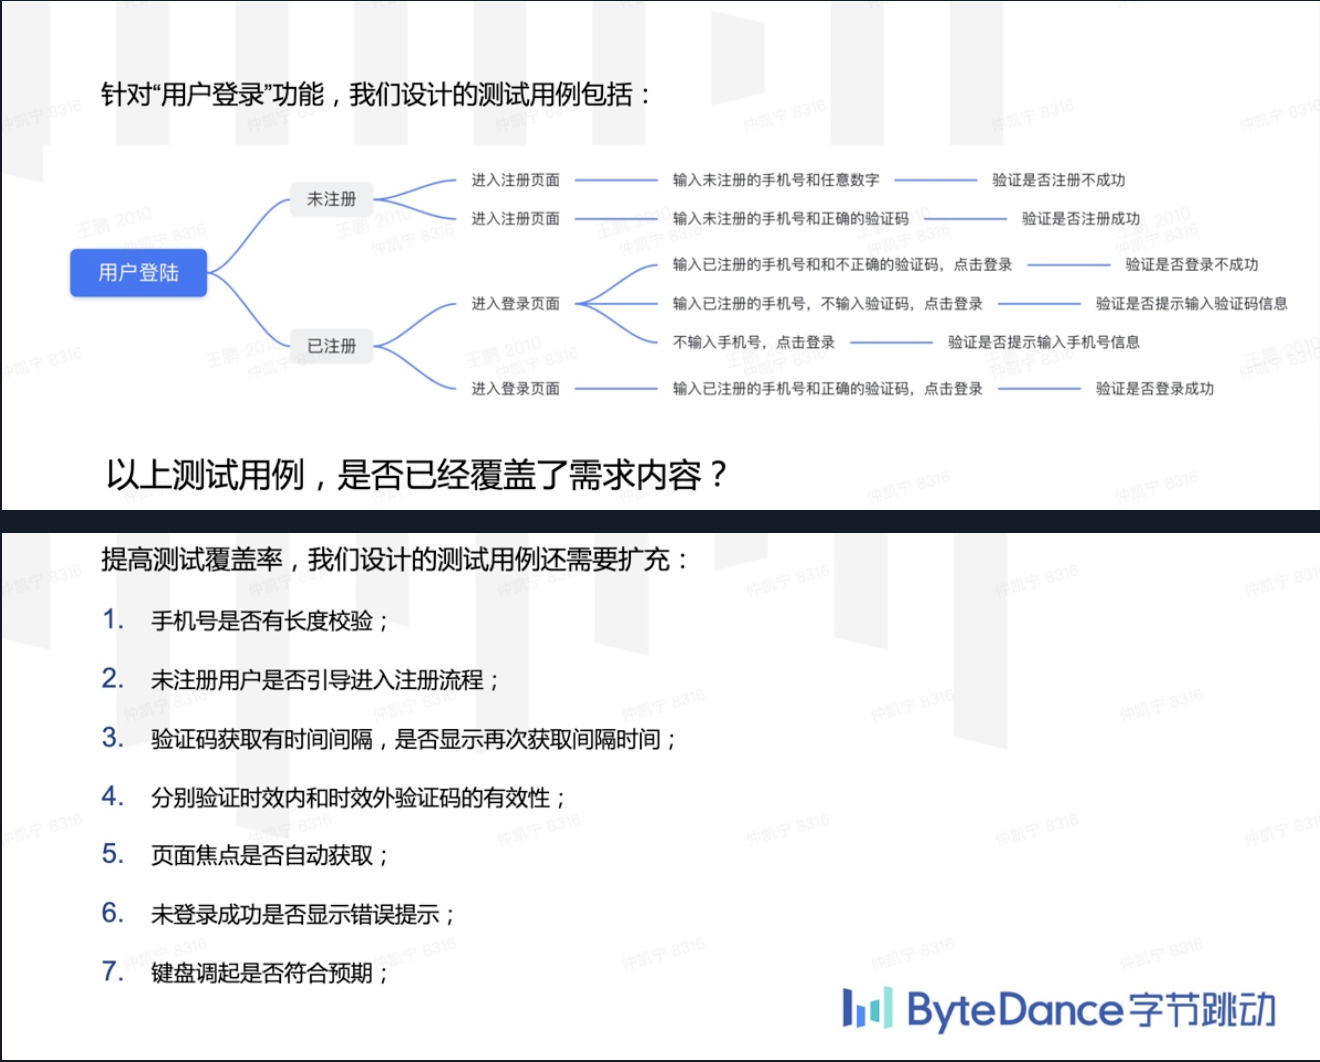 针对“用户登录”功能，我们设计的测试用例包括：
用户登陆
未注册
进入注册页面 输入未注册的手机号和任意数字 验证是否注册不成功
进入注册页面 输入未注册的手机号和正确的验证码 验证是否注册成功
已注册
进入登录页面
输入已注册的手机号和和不正确的验证码，点击登录 验证是否登录不成功
输入已注册的手机号，不输入验证码，点击登录 验证是否提示输入验证码信息
不输入手机号，点击登录 验证是否提示输入手机号信息
进入登录页面 输入已注册的手机号和正确的验证码，点击登录 验证是否登录成功
以上测试用例，是否已经覆盖了需求内容？
提高测试覆盖率，我们设计的测试用例还需要扩充：
1. 手机号是否有长度校验；
2. 未注册用户是否引导进入注册流程；
3. 验证码获取有时间间隔，是否显示再次获取间隔时间；
4. 分别验证时效内和时效外验证码的有效性；
5. 页面焦点是否自动获取；
6. 未登录成功是否显示错误提示；
7. 键盘调起是否符合预期；
ByteDance字节跳动
仲凯宁 8316
王鹏 2010